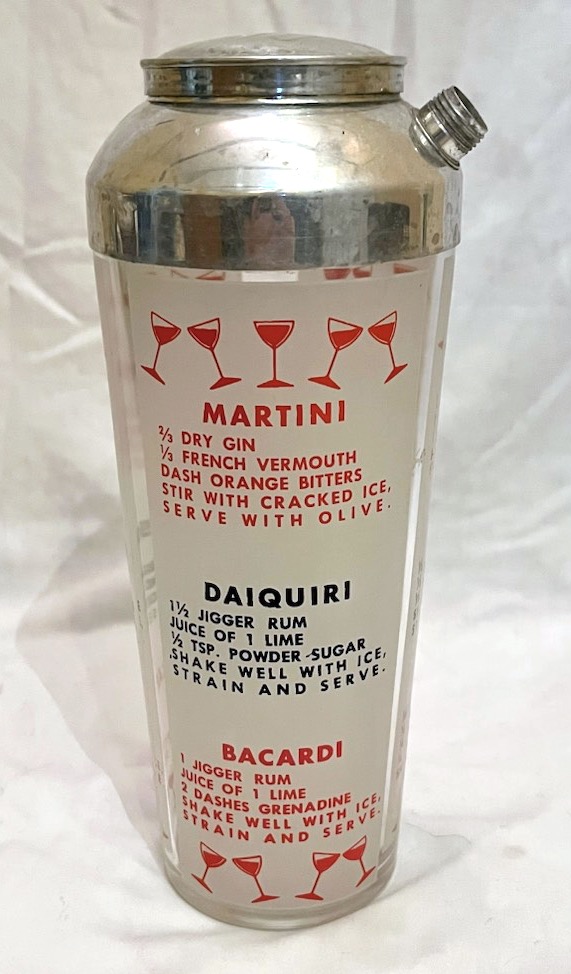 MARTINI
⅔ DRY GIN
⅓ FRENCH VERMOUTH
DASH ORANGE BITTERS
STIR WITH CRACKED ICE,
SERVE WITH OLIVE.
DAIQUIRI
1½ JIGGER RUM
JUICE OF 1 LIME
½ TSP. POWDER-SUGAR
SHAKE WELL WITH ICE,
STRAIN AND SERVE.
BACARDI
1 JIGGER RUM
JUICE OF 1 LIME
2 DASHES GRENADINE
SHAKE WELL WITH ICE,
STRAIN AND SERVE.